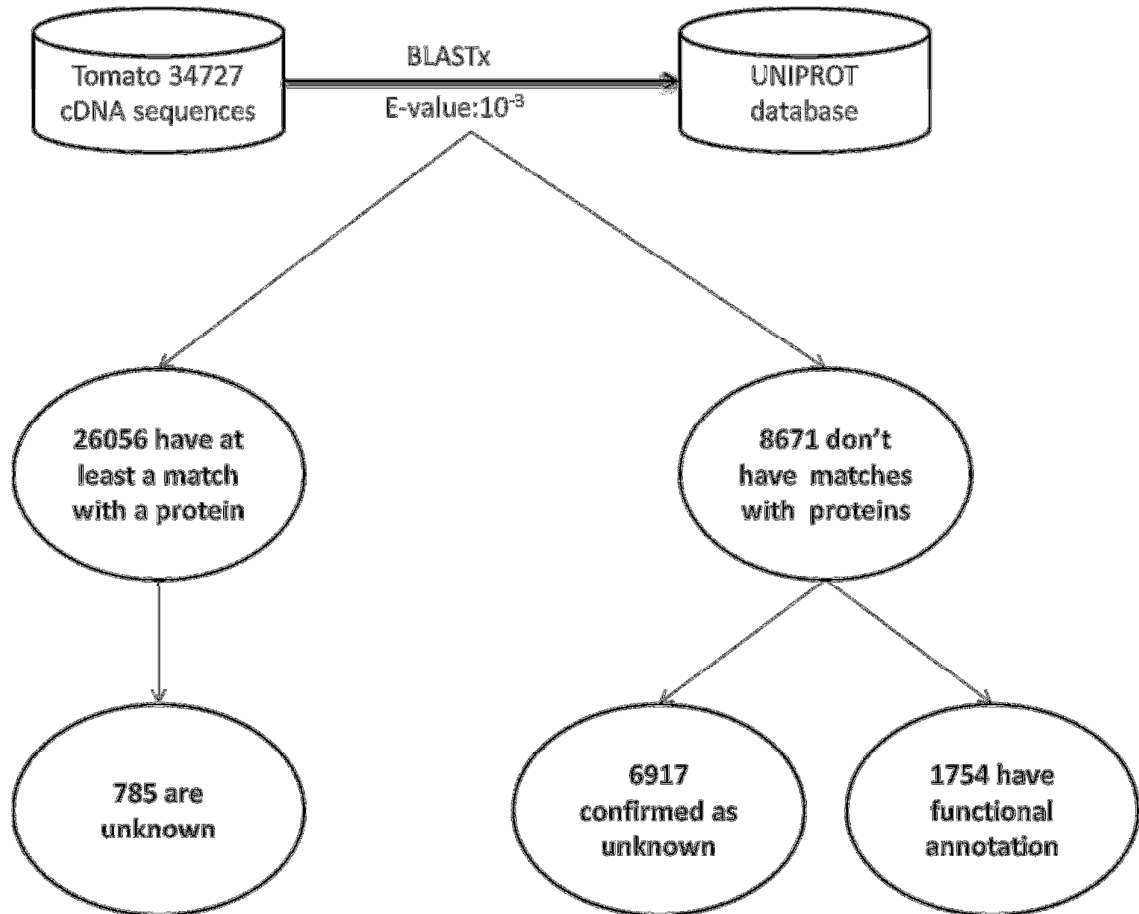 Tomato 34727
cDNA sequences
BLASTx
E-value:10⁻³
UNIPROT
database
26056 have at
least a match
with a protein
8671 don't
have matches
with proteins
785 are
unknown
6917
confirmed as
unknown
1754 have
functional
annotation